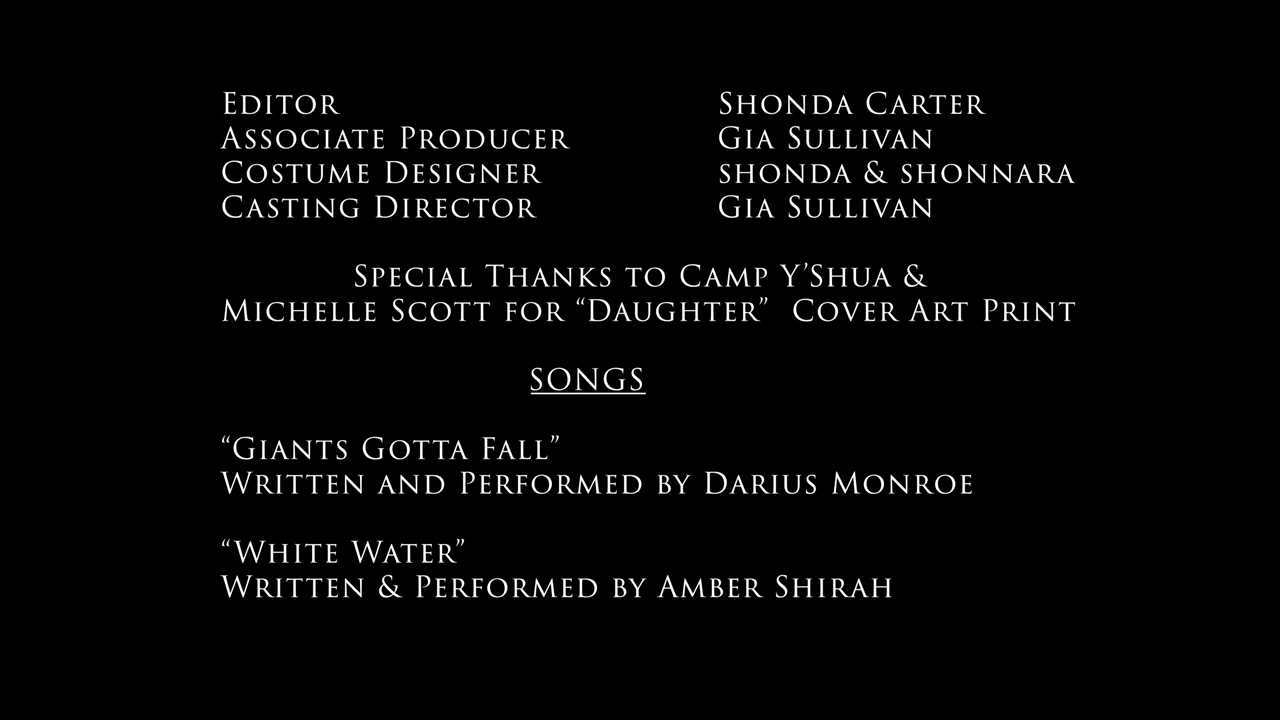 Editor Shonda Carter
Associate Producer Gia Sullivan
Costume Designer shonda & shonnara
Casting Director Gia Sullivan
Special Thanks to Camp Y’Shua &
Michelle Scott for “Daughter” Cover Art Print
SONGS
“Giants Gotta Fall”
Written and Performed by Darius Monroe
“White Water”
Written & Performed by Amber Shirah